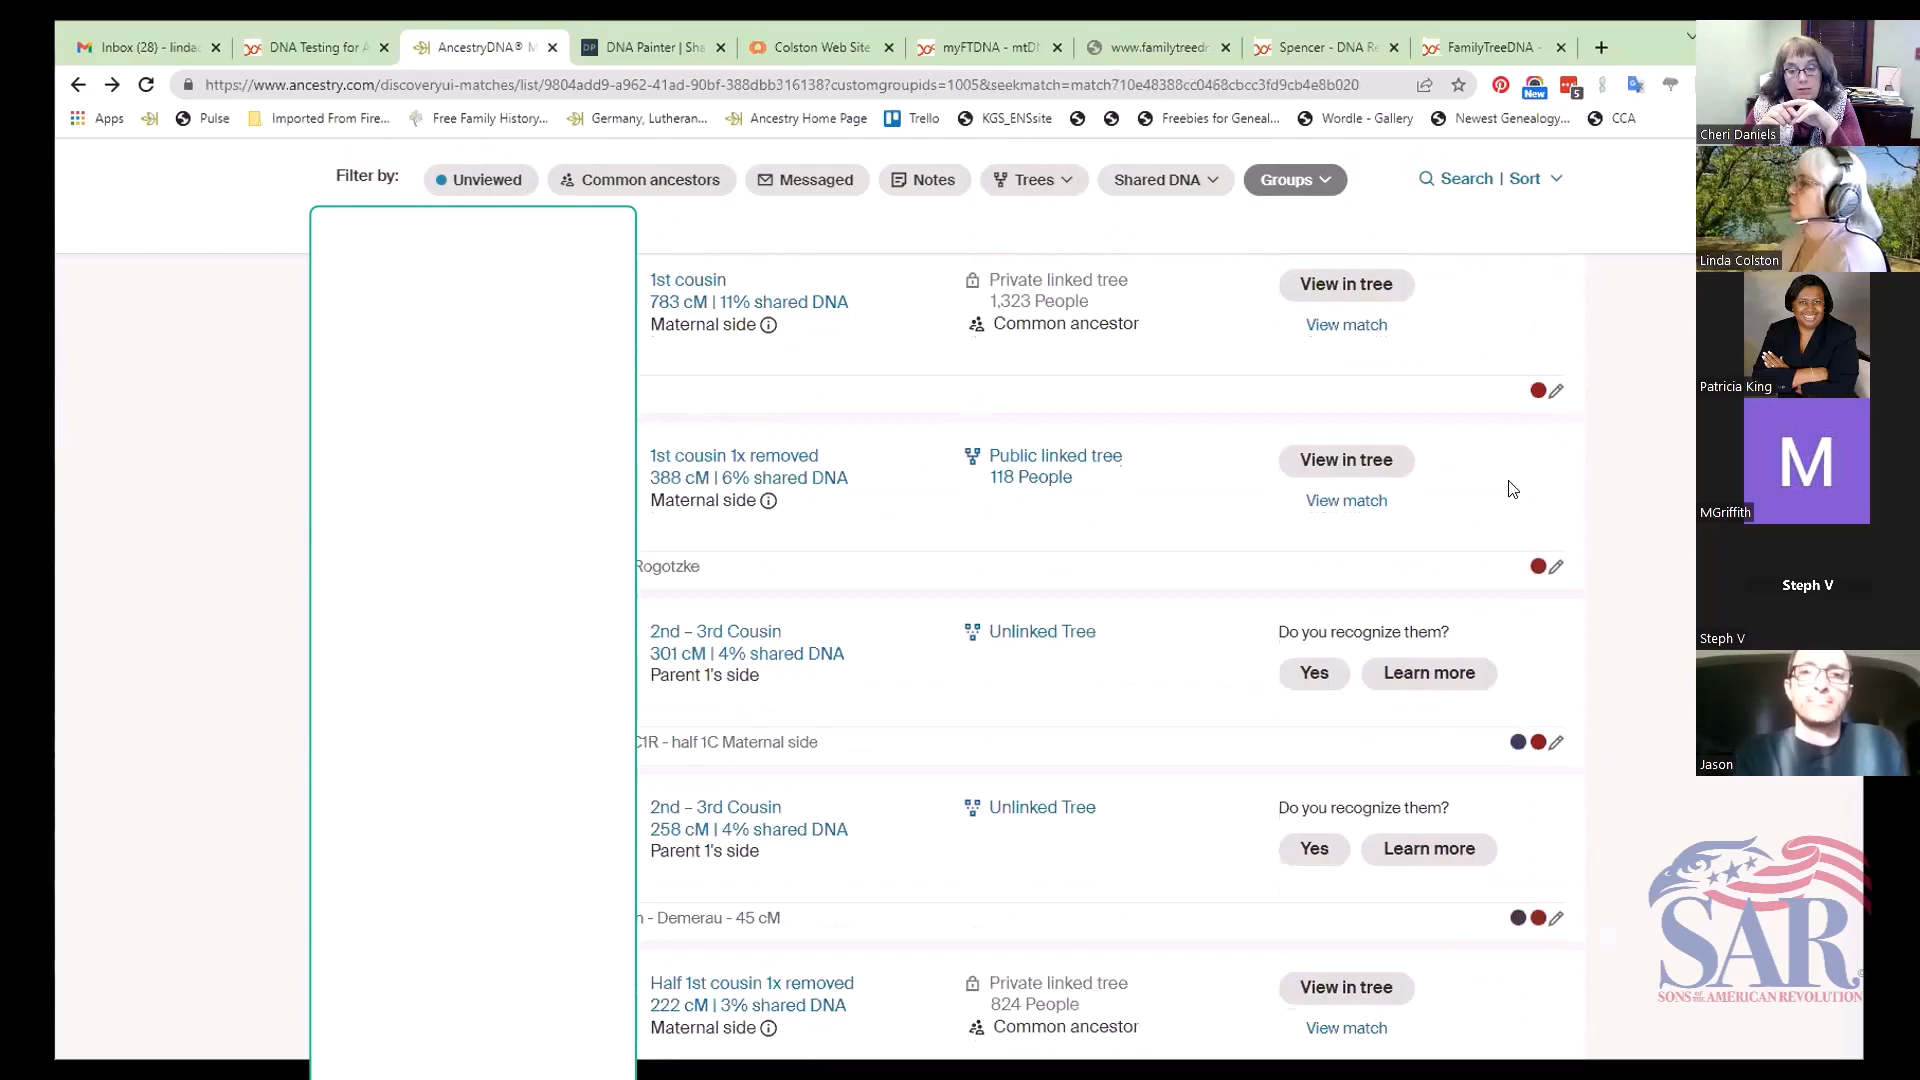 Inbox (28) - linda
DNA Testing for A
AncestryDNA® M
DNA Painter | Sha
Colston Web Site
myFTDNA - mtD
www.familytreed
Spencer - DNA Re
FamilyTreeDNA -
https://www.ancestry.com/discoveryui-matches/list/9804add9-a962-41ad-90bf-388dbb316138?customgroupids=1005&seekmatch=match710e48388cc0468cbcc3fd9cb4e8b020
New
5
Apps
Pulse
Imported From Fire...
Free Family History...
Germany, Lutheran...
Ancestry Home Page
Trello
KGS_ENSsite
Freebies for Geneal...
Wordle - Gallery
Newest Genealogy...
CCA
Filter by:
Unviewed
Common ancestors
Messaged
Notes
Trees
Shared DNA
Groups
Search | Sort
1st cousin
783 cM | 11% shared DNA
Maternal side
Private linked tree
1,323 People
Common ancestor
View in tree
View match
1st cousin 1x removed
388 cM | 6% shared DNA
Maternal side
Public linked tree
118 People
View in tree
View match
Rogotzke
2nd – 3rd Cousin
301 cM | 4% shared DNA
Parent 1's side
Unlinked Tree
Do you recognize them?
Yes
Learn more
C1R - half 1C Maternal side
2nd – 3rd Cousin
258 cM | 4% shared DNA
Parent 1's side
Unlinked Tree
Do you recognize them?
Yes
Learn more
n - Demerau - 45 cM
Half 1st cousin 1x removed
222 cM | 3% shared DNA
Maternal side
Private linked tree
824 People
Common ancestor
View in tree
View match
Cheri Daniels
Linda Colston
Patricia King
M
MGriffith
Steph V
Steph V
Jason
SAR
SONS OF THE AMERICAN REVOLUTION